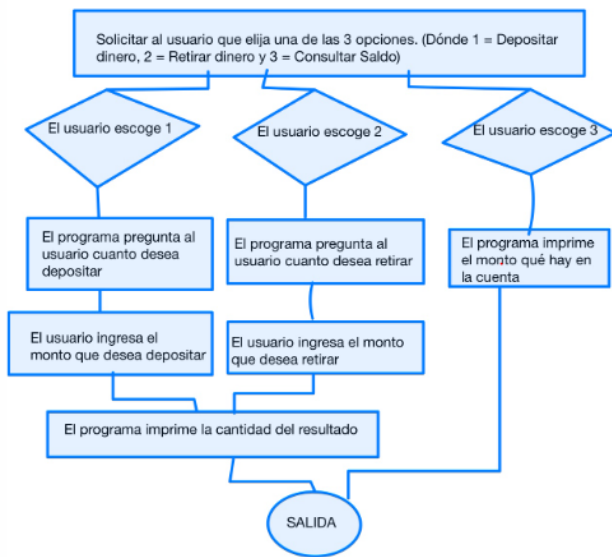 Solicitar al usuario que elija una de las 3 opciones. (Dónde 1 = Depositar
dinero, 2 = Retirar dinero y 3 = Consultar Saldo)
El usuario escoge 1
El usuario escoge 2
El usuario escoge 3
El programa pregunta al
usuario cuanto desea
depositar
El programa pregunta al
usuario cuanto desea retirar
El programa imprime
el monto qué hay en
la cuenta
El usuario ingresa el
monto que desea depositar
El usuario ingresa el monto
que desea retirar
El programa imprime la cantidad del resultado
SALIDA